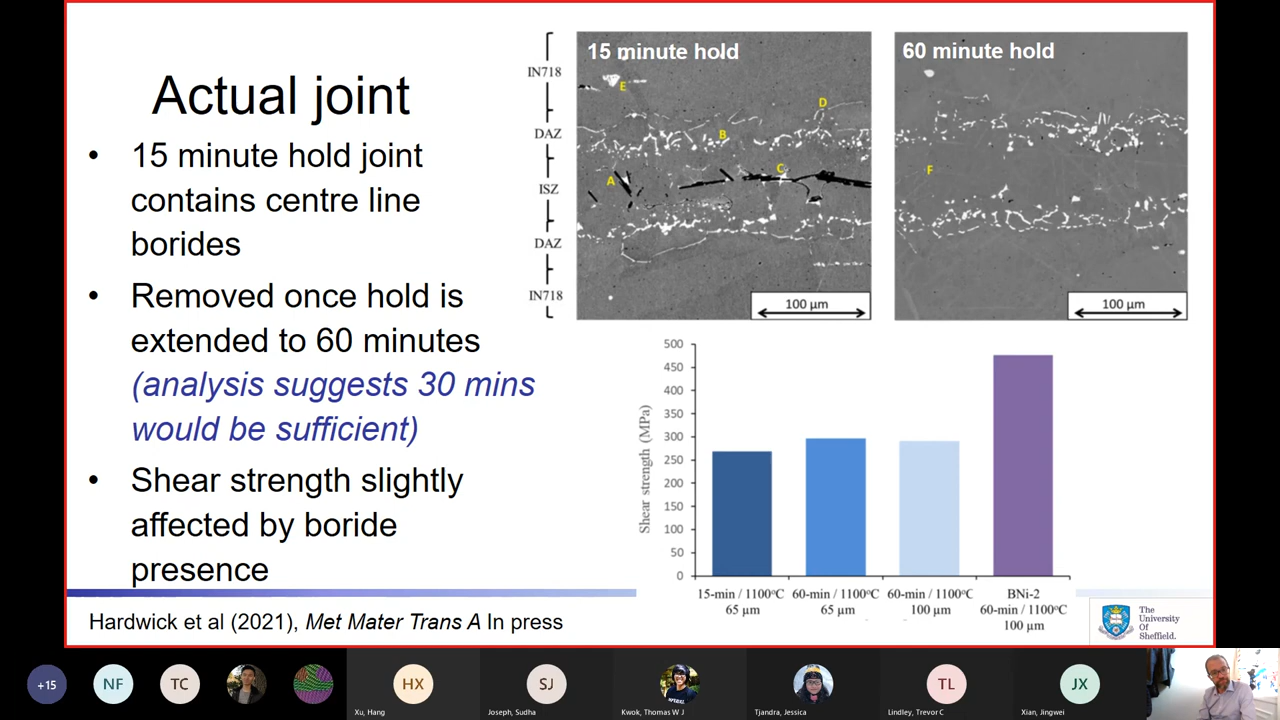 Actual joint
• 15 minute hold joint
contains centre line
borides
• Removed once hold is
extended to 60 minutes
(analysis suggests 30 mins
would be sufficient)
• Shear strength slightly
affected by boride
presence
IN718
DAZ
ISZ
DAZ
IN718
15 minute hold
E
D
B
C
A
100 µm
60 minute hold
F
100 µm
Shear strength (MPa)
500
450
400
350
300
250
200
150
100
50
0
15-min / 1100°C
65 µm
60-min / 1100°C
65 µm
60-min / 1100°C
100 µm
BNi-2
60-min / 1100°C
100 µm
Hardwick et al (2021), Met Mater Trans A In press
The
University
Of
Sheffield.
+15
NF
TC
HX
Xu, Hang
SJ
Joseph, Sudha
Kwok, Thomas W J
Tjandra, Jessica
TL
Lindley, Trevor C
JX
Xian, Jingwei